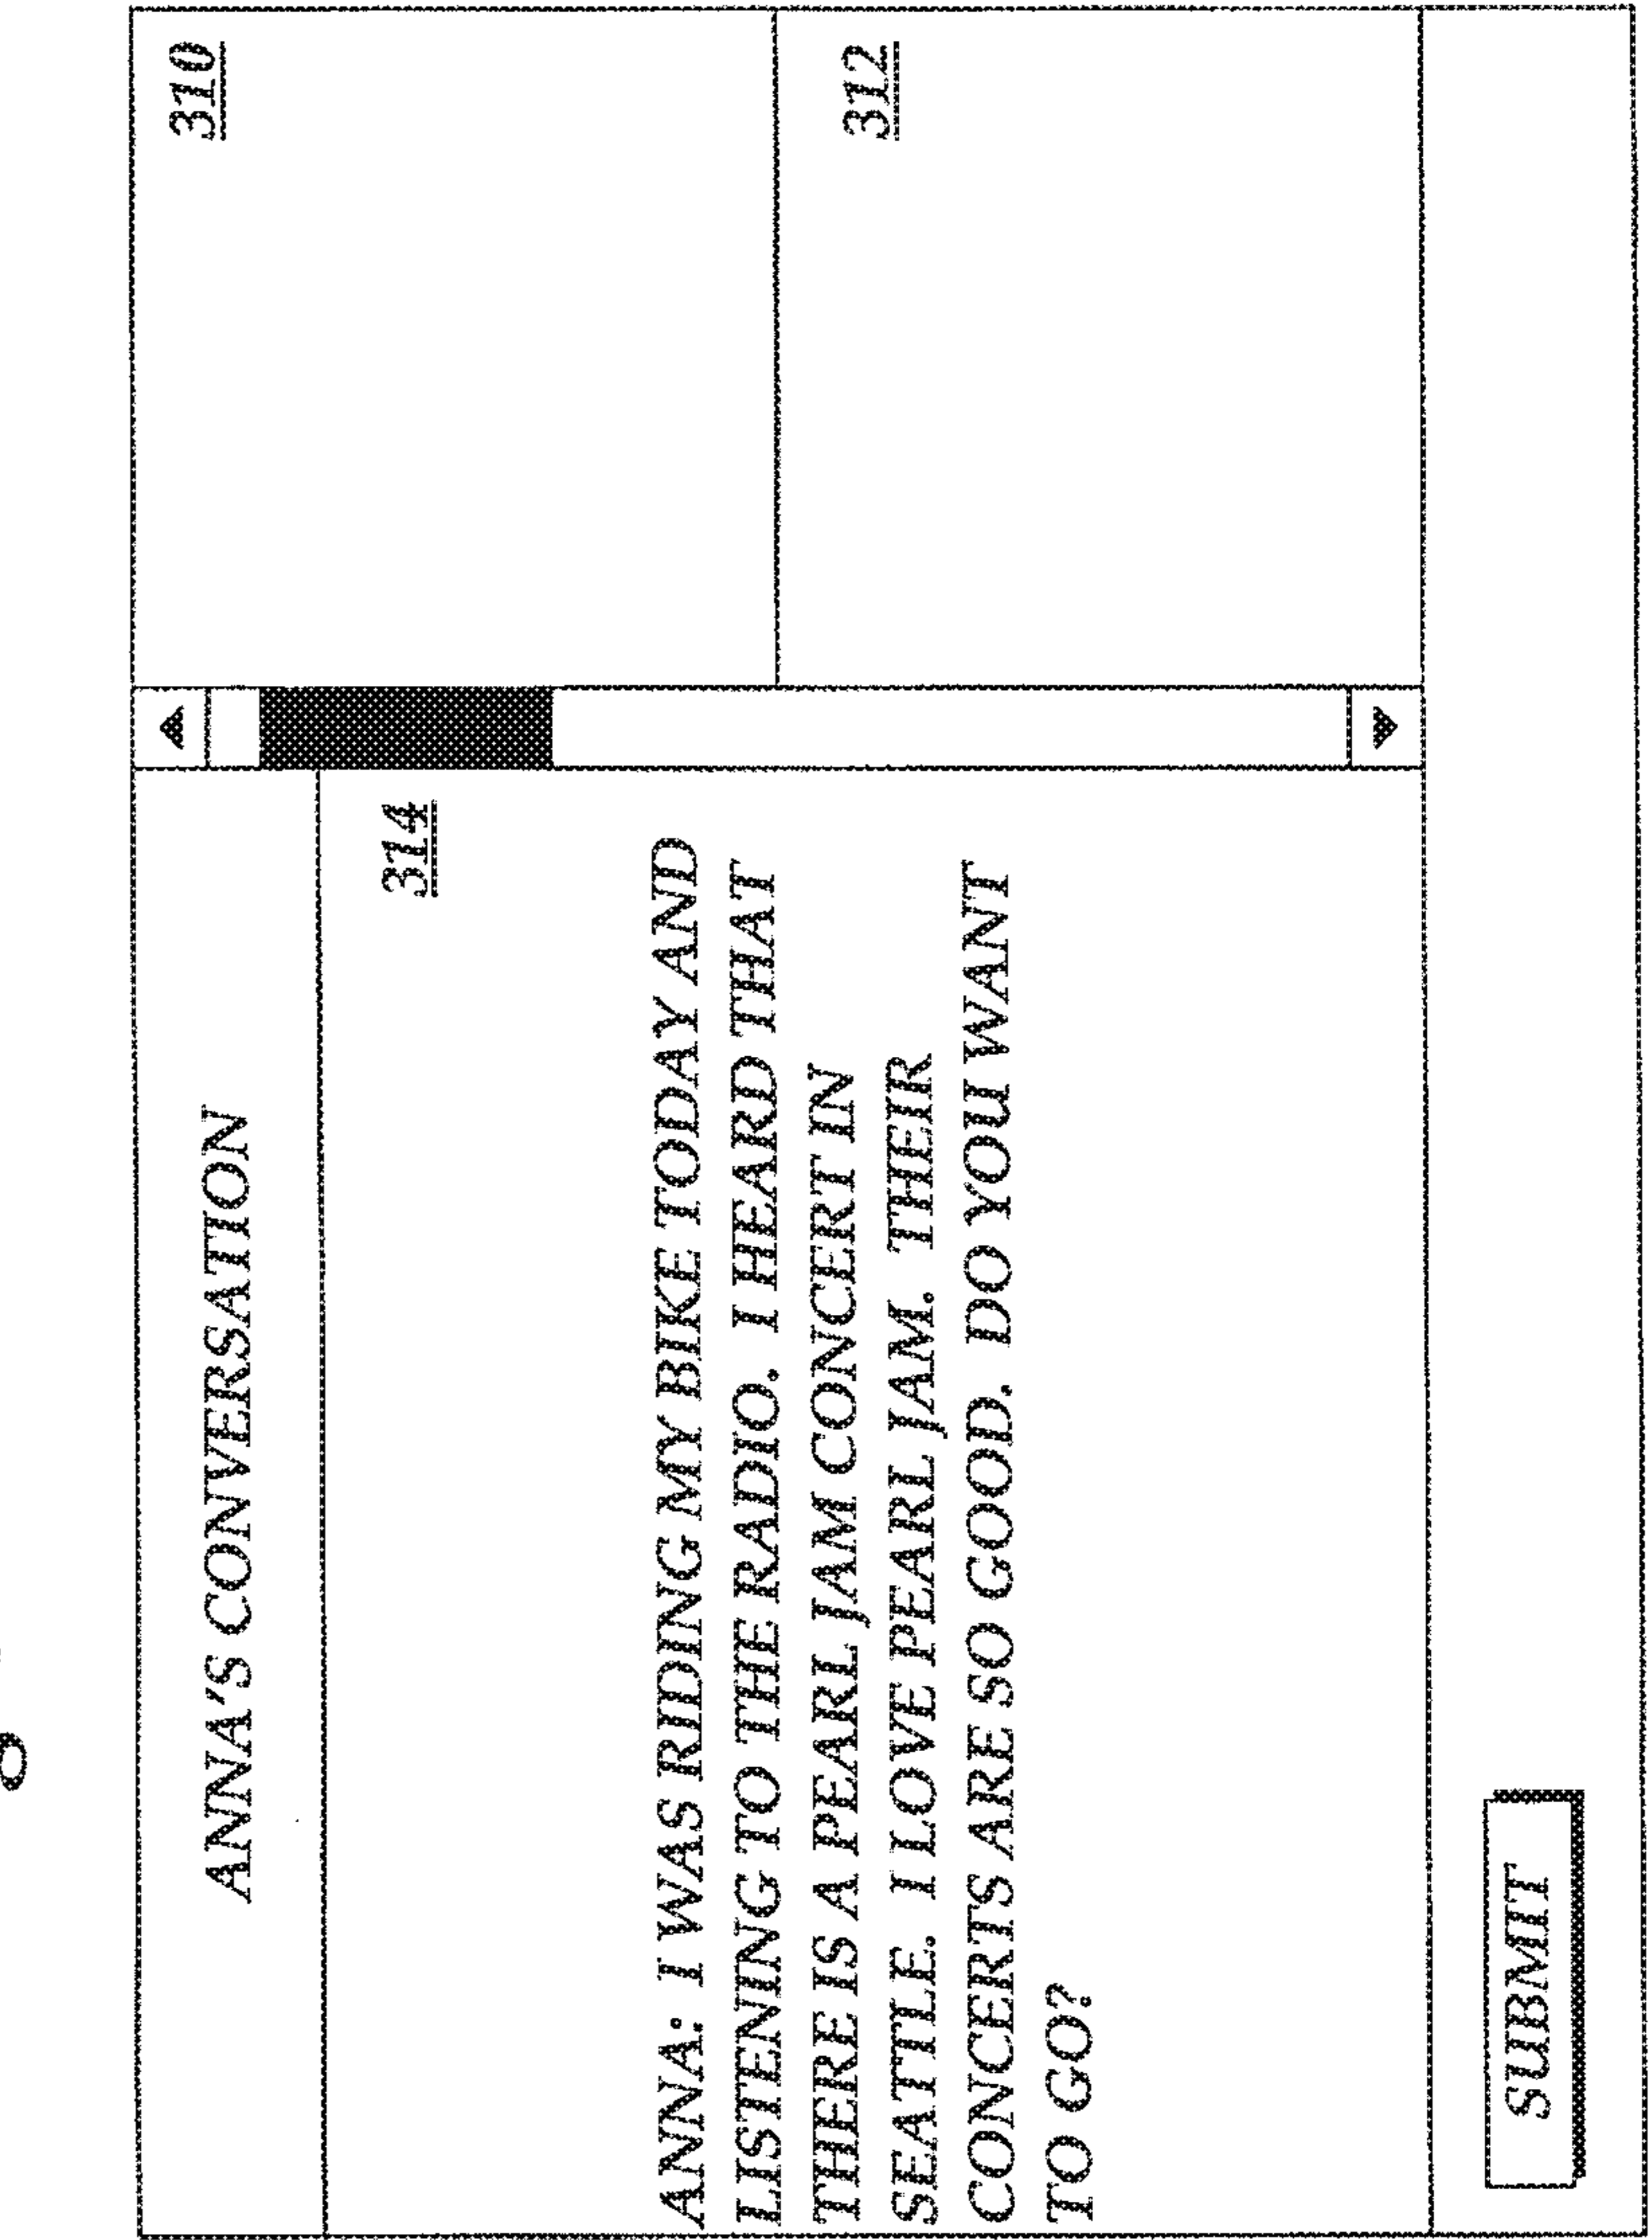 ANNA'S CONVERSATION
310
314
ANNA: I WAS RIDING MY BIKE TODAY AND
LISTENING TO THE RADIO. I HEARD THAT
THERE IS A PEARL JAM CONCERT IN
SEATTLE. I LOVE PEARL JAM. THEIR
CONCERTS ARE SO GOOD. DO YOU WANT
TO GO?
312
SUBMIT